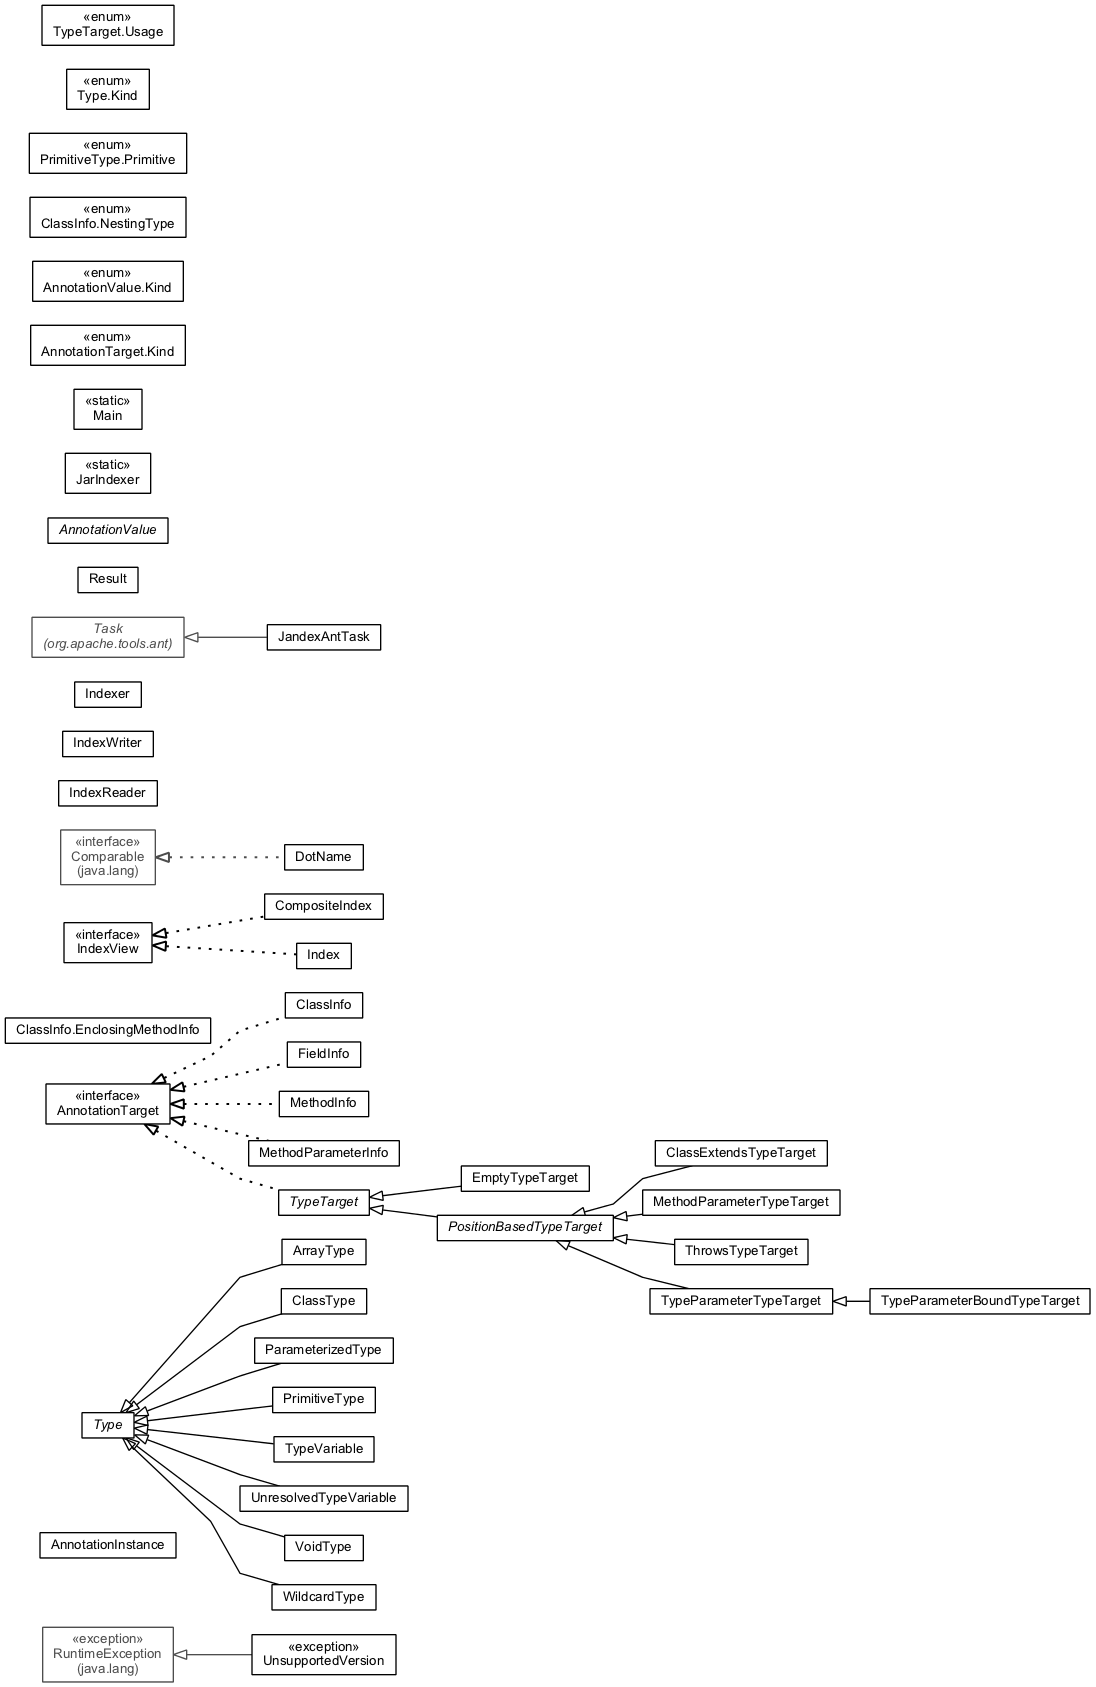 «enum»
TypeTarget.Usage
«enum»
Type.Kind
«enum»
PrimitiveType.Primitive
«enum»
ClassInfo.NestingType
«enum»
AnnotationValue.Kind
«enum»
AnnotationTarget.Kind
«static»
Main
«static»
JarIndexer
AnnotationValue
Result
Task
(org.apache.tools.ant)
JandexAntTask
Indexer
IndexWriter
IndexReader
«interface»
Comparable
(java.lang)
DotName
CompositeIndex
«interface»
IndexView
Index
ClassInfo
ClassInfo.EnclosingMethodInfo
FieldInfo
«interface»
AnnotationTarget
MethodInfo
MethodParameterInfo
ClassExtendsTypeTarget
EmptyTypeTarget
TypeTarget
MethodParameterTypeTarget
PositionBasedTypeTarget
ThrowsTypeTarget
ArrayType
ClassType
TypeParameterTypeTarget
TypeParameterBoundTypeTarget
ParameterizedType
PrimitiveType
Type
TypeVariable
UnresolvedTypeVariable
AnnotationInstance
VoidType
WildcardType
«exception»
RuntimeException
(java.lang)
«exception»
UnsupportedVersion